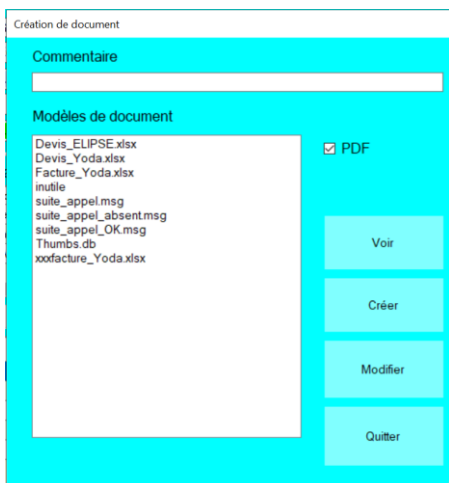 Création de document
Commentaire
Modèles de document
Devis_ELIPSE.xlsx
Devis_Yoda.xlsx
Facture_Yoda.xlsx
inutile
suite_appel.msg
suite_appel_absent.msg
suite_appel_OK.msg
Thumbs.db
xxxfacture_Yoda.xlsx
PDF
Voir
Créer
Modifier
Quitter